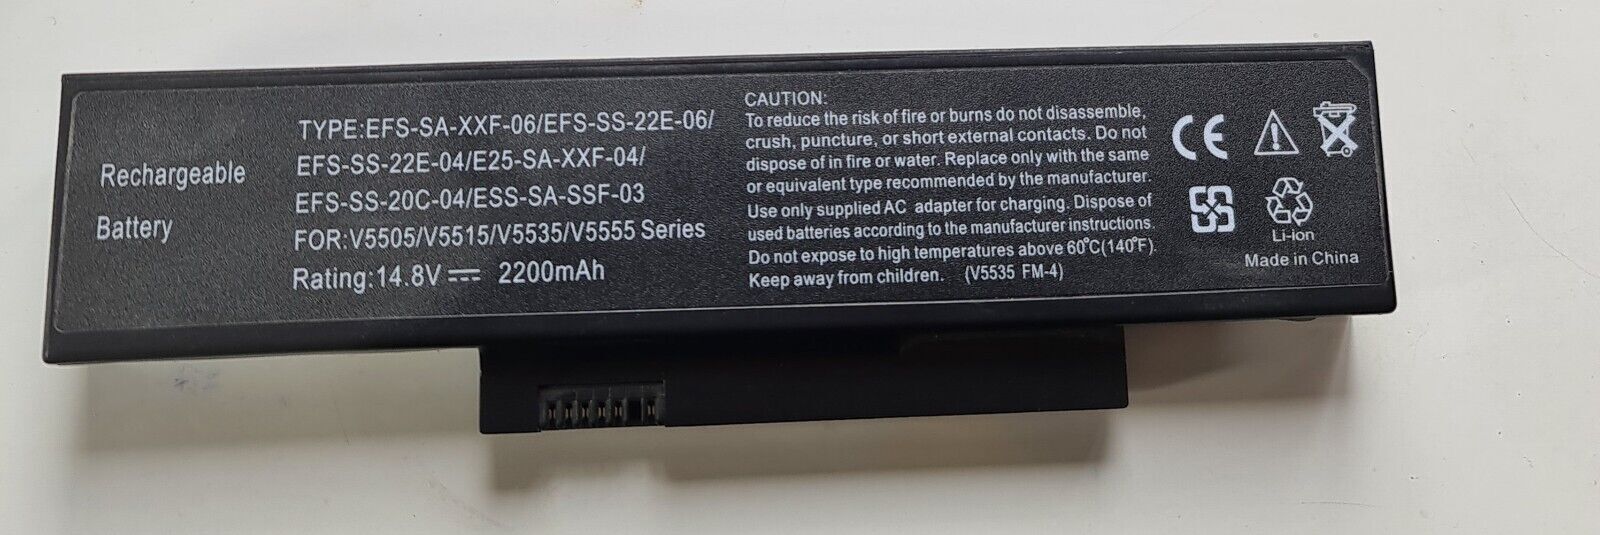 Rechargeable
Battery
TYPE:EFS-SA-XXF-06/EFS-SS-22E-06/
EFS-SS-22E-04/E25-SA-XXF-04/
EFS-SS-20C-04/ESS-SA-SSF-03
FOR:V5505/V5515/V5535/V5555 Series
Rating:14.8V⎓ 2200mAh
CAUTION:
To reduce the risk of fire or burns do not disassemble,
crush, puncture, or short external contacts. Do not
dispose of in fire or water. Replace only with the same
or equivalent type recommended by the manufacturer.
Use only supplied AC adapter for charging. Dispose of
used batteries according to the manufacturer instructions.
Do not expose to high temperatures above 60°C(140°F)
Keep away from children. (V5535 FM-4)
CE
Li-ion
Made in China